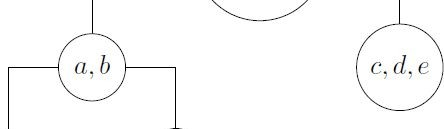 a, b
c, d, e